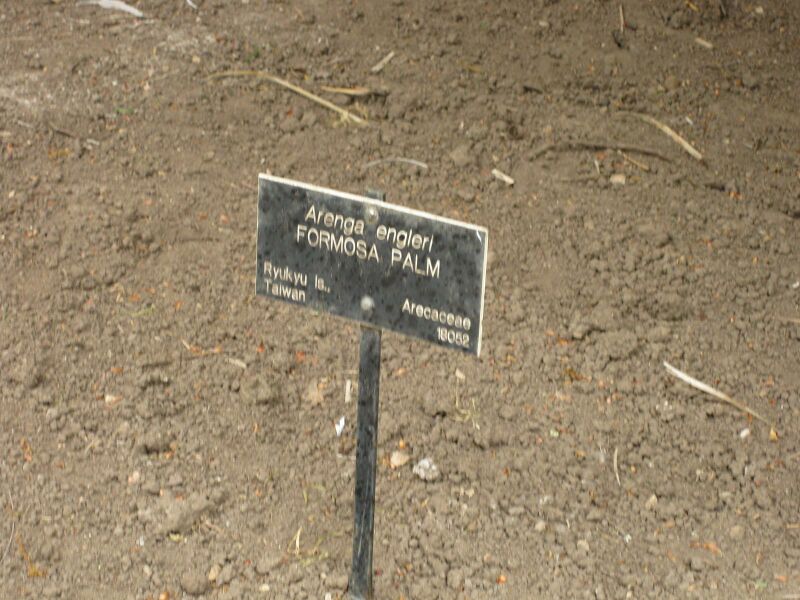 Arenga engleri
FORMOSA PALM
Ryukyu Is.,
Taiwan
Arecaceae
18052